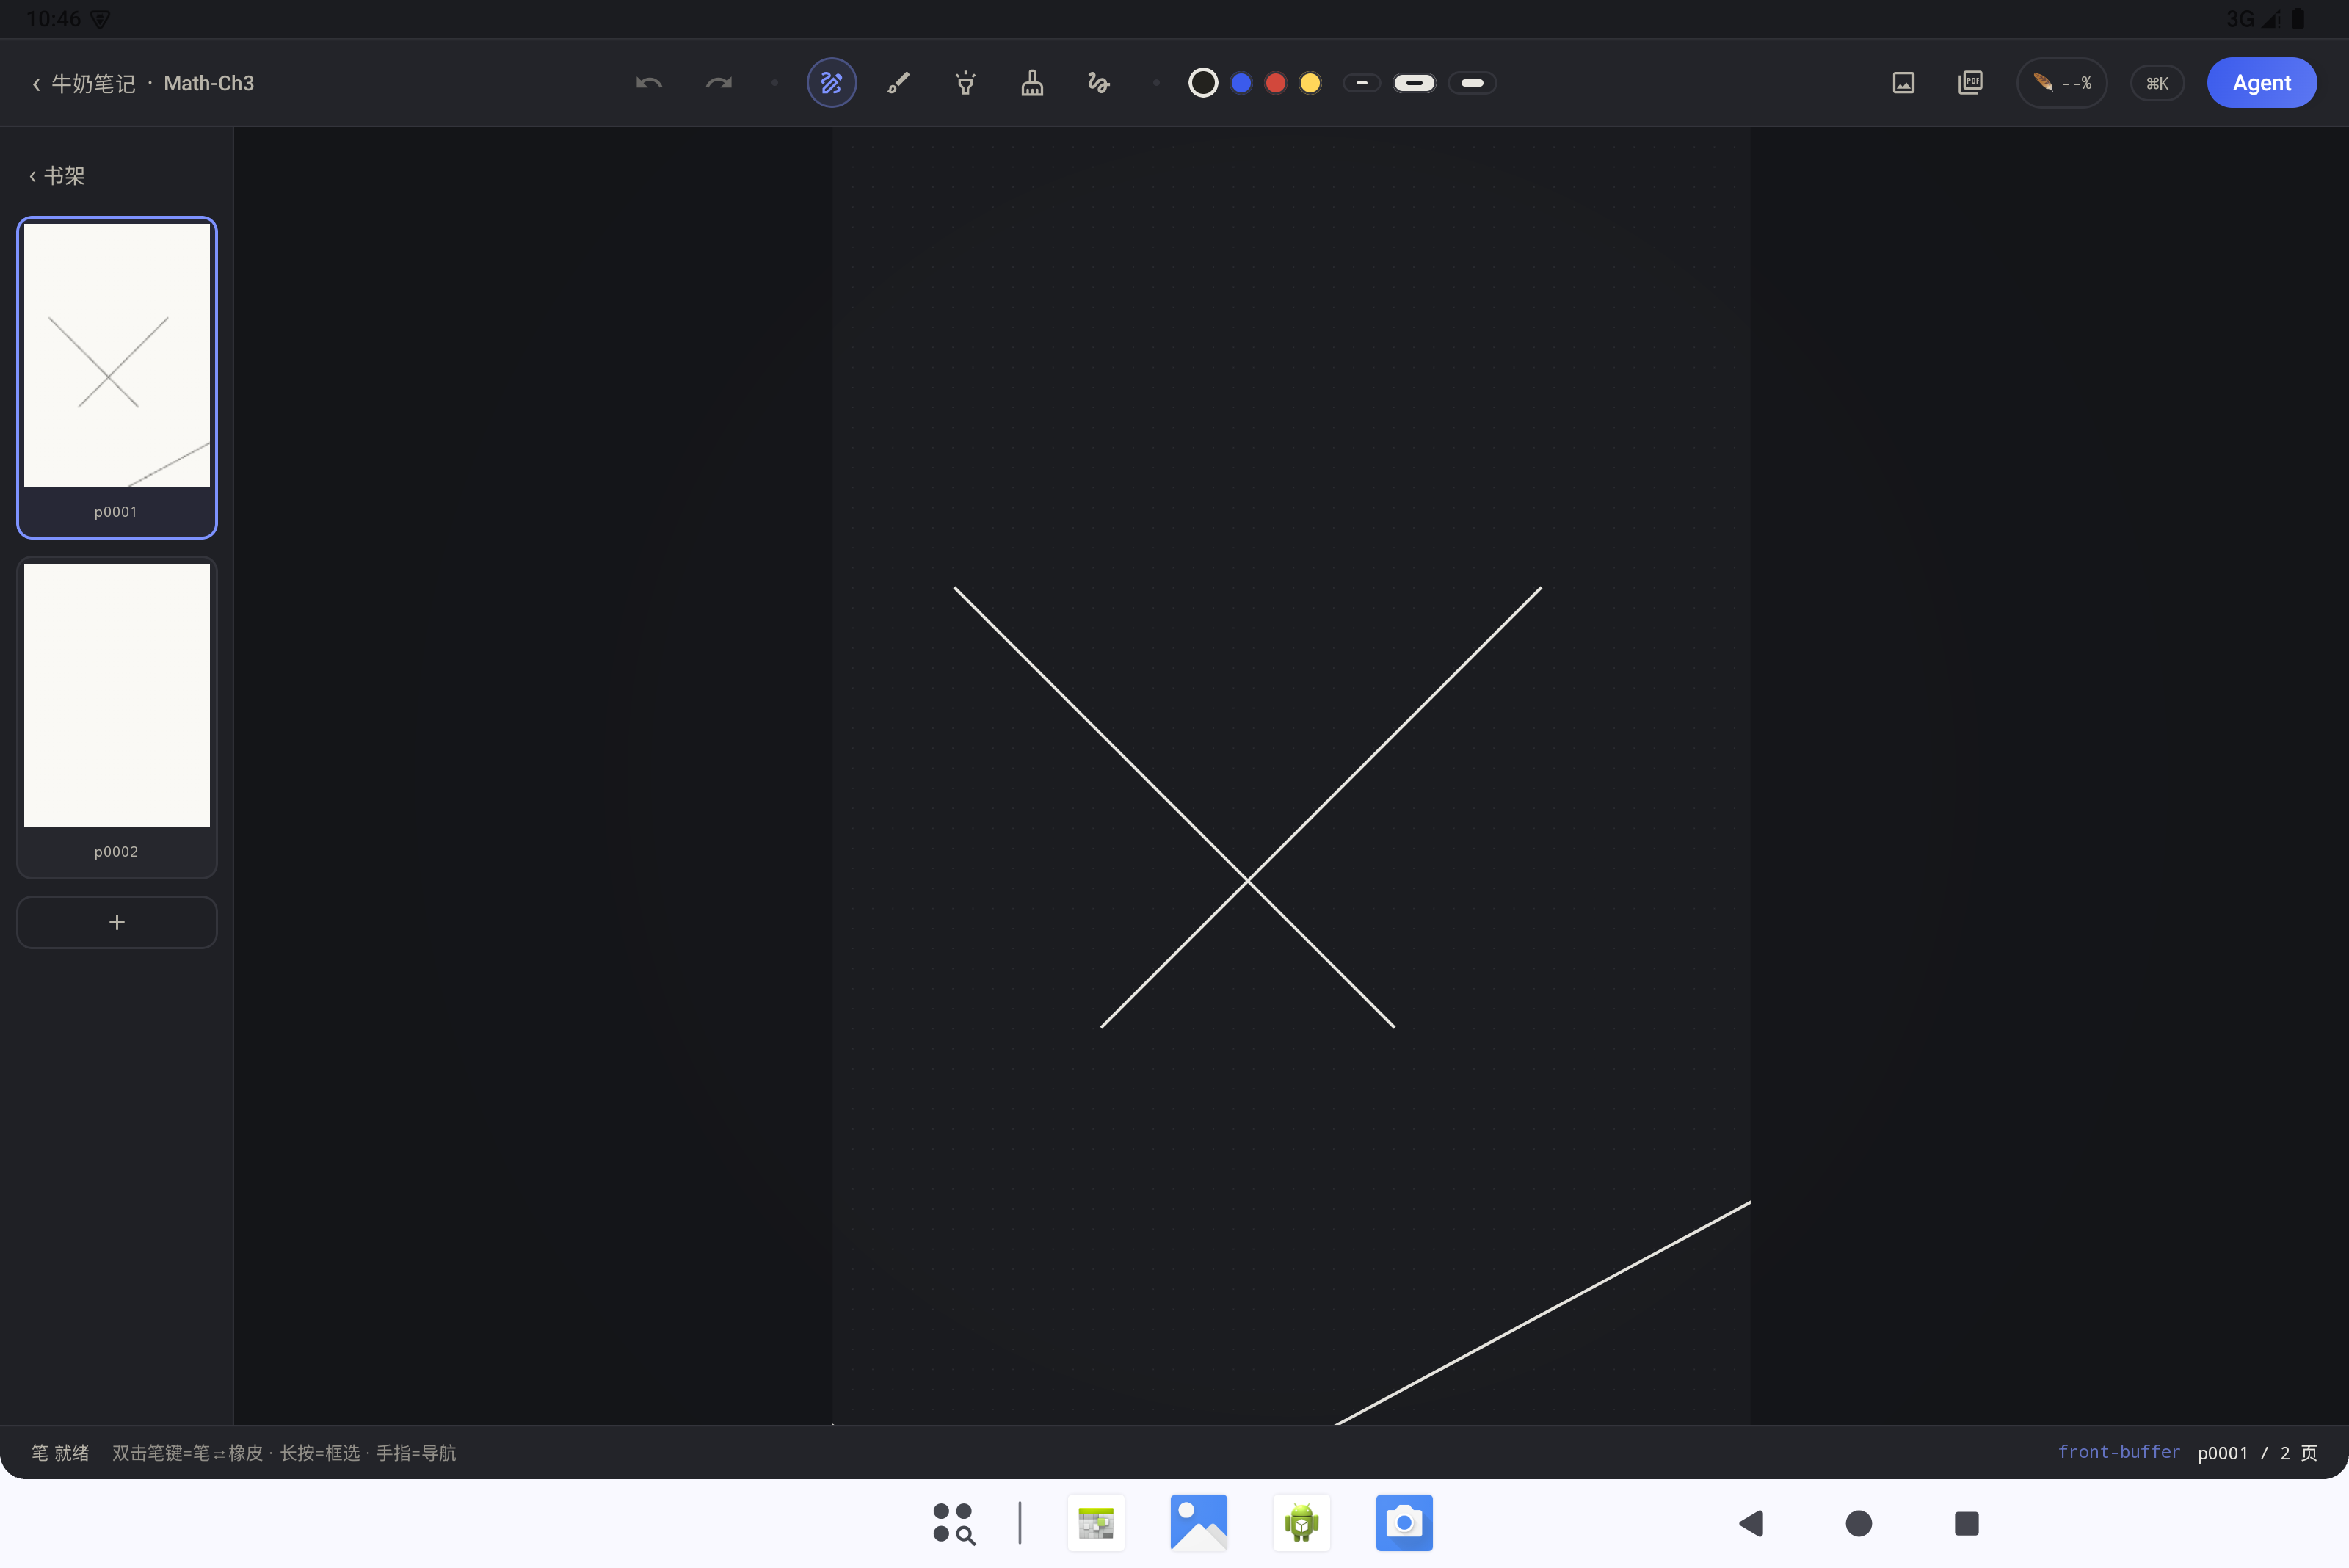 10:46
3G
‹ 牛奶笔记 · Math-Ch3
PDF
--%
⌘K
Agent
‹ 书架
p0001
p0002
+
笔 就绪 双击笔键=笔⇄橡皮 · 长按=框选 · 手指=导航
front-buffer p0001 / 2 页